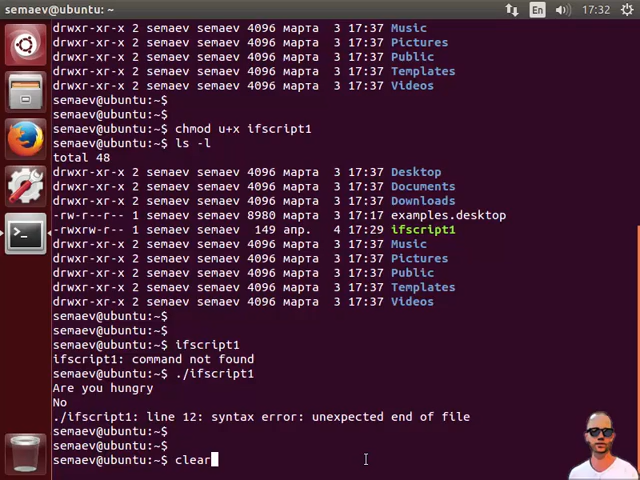 semaev@ubuntu: ~
En
17:32
drwxr-xr-x 2 semaev semaev 4096 марта  3 17:37 Music
drwxr-xr-x 2 semaev semaev 4096 марта  3 17:37 Pictures
drwxr-xr-x 2 semaev semaev 4096 марта  3 17:37 Public
drwxr-xr-x 2 semaev semaev 4096 марта  3 17:37 Templates
drwxr-xr-x 2 semaev semaev 4096 марта  3 17:37 Videos
semaev@ubuntu:~$
semaev@ubuntu:~$
semaev@ubuntu:~$ chmod u+x ifscript1
semaev@ubuntu:~$ ls -l
total 48
drwxr-xr-x 2 semaev semaev 4096 марта  3 17:37 Desktop
drwxr-xr-x 2 semaev semaev 4096 марта  3 17:37 Documents
drwxr-xr-x 2 semaev semaev 4096 марта  3 17:37 Downloads
-rw-r--r-- 1 semaev semaev 8980 марта  3 17:17 examples.desktop
-rwxrw-r-- 1 semaev semaev  149 апр.  4 17:29 ifscript1
drwxr-xr-x 2 semaev semaev 4096 марта  3 17:37 Music
drwxr-xr-x 2 semaev semaev 4096 марта  3 17:37 Pictures
drwxr-xr-x 2 semaev semaev 4096 марта  3 17:37 Public
drwxr-xr-x 2 semaev semaev 4096 марта  3 17:37 Templates
drwxr-xr-x 2 semaev semaev 4096 марта  3 17:37 Videos
semaev@ubuntu:~$
semaev@ubuntu:~$
semaev@ubuntu:~$ ifscript1
ifscript1: command not found
semaev@ubuntu:~$ ./ifscript1
Are you hungry
No
./ifscript1: line 12: syntax error: unexpected end of file
semaev@ubuntu:~$
semaev@ubuntu:~$
semaev@ubuntu:~$ clear